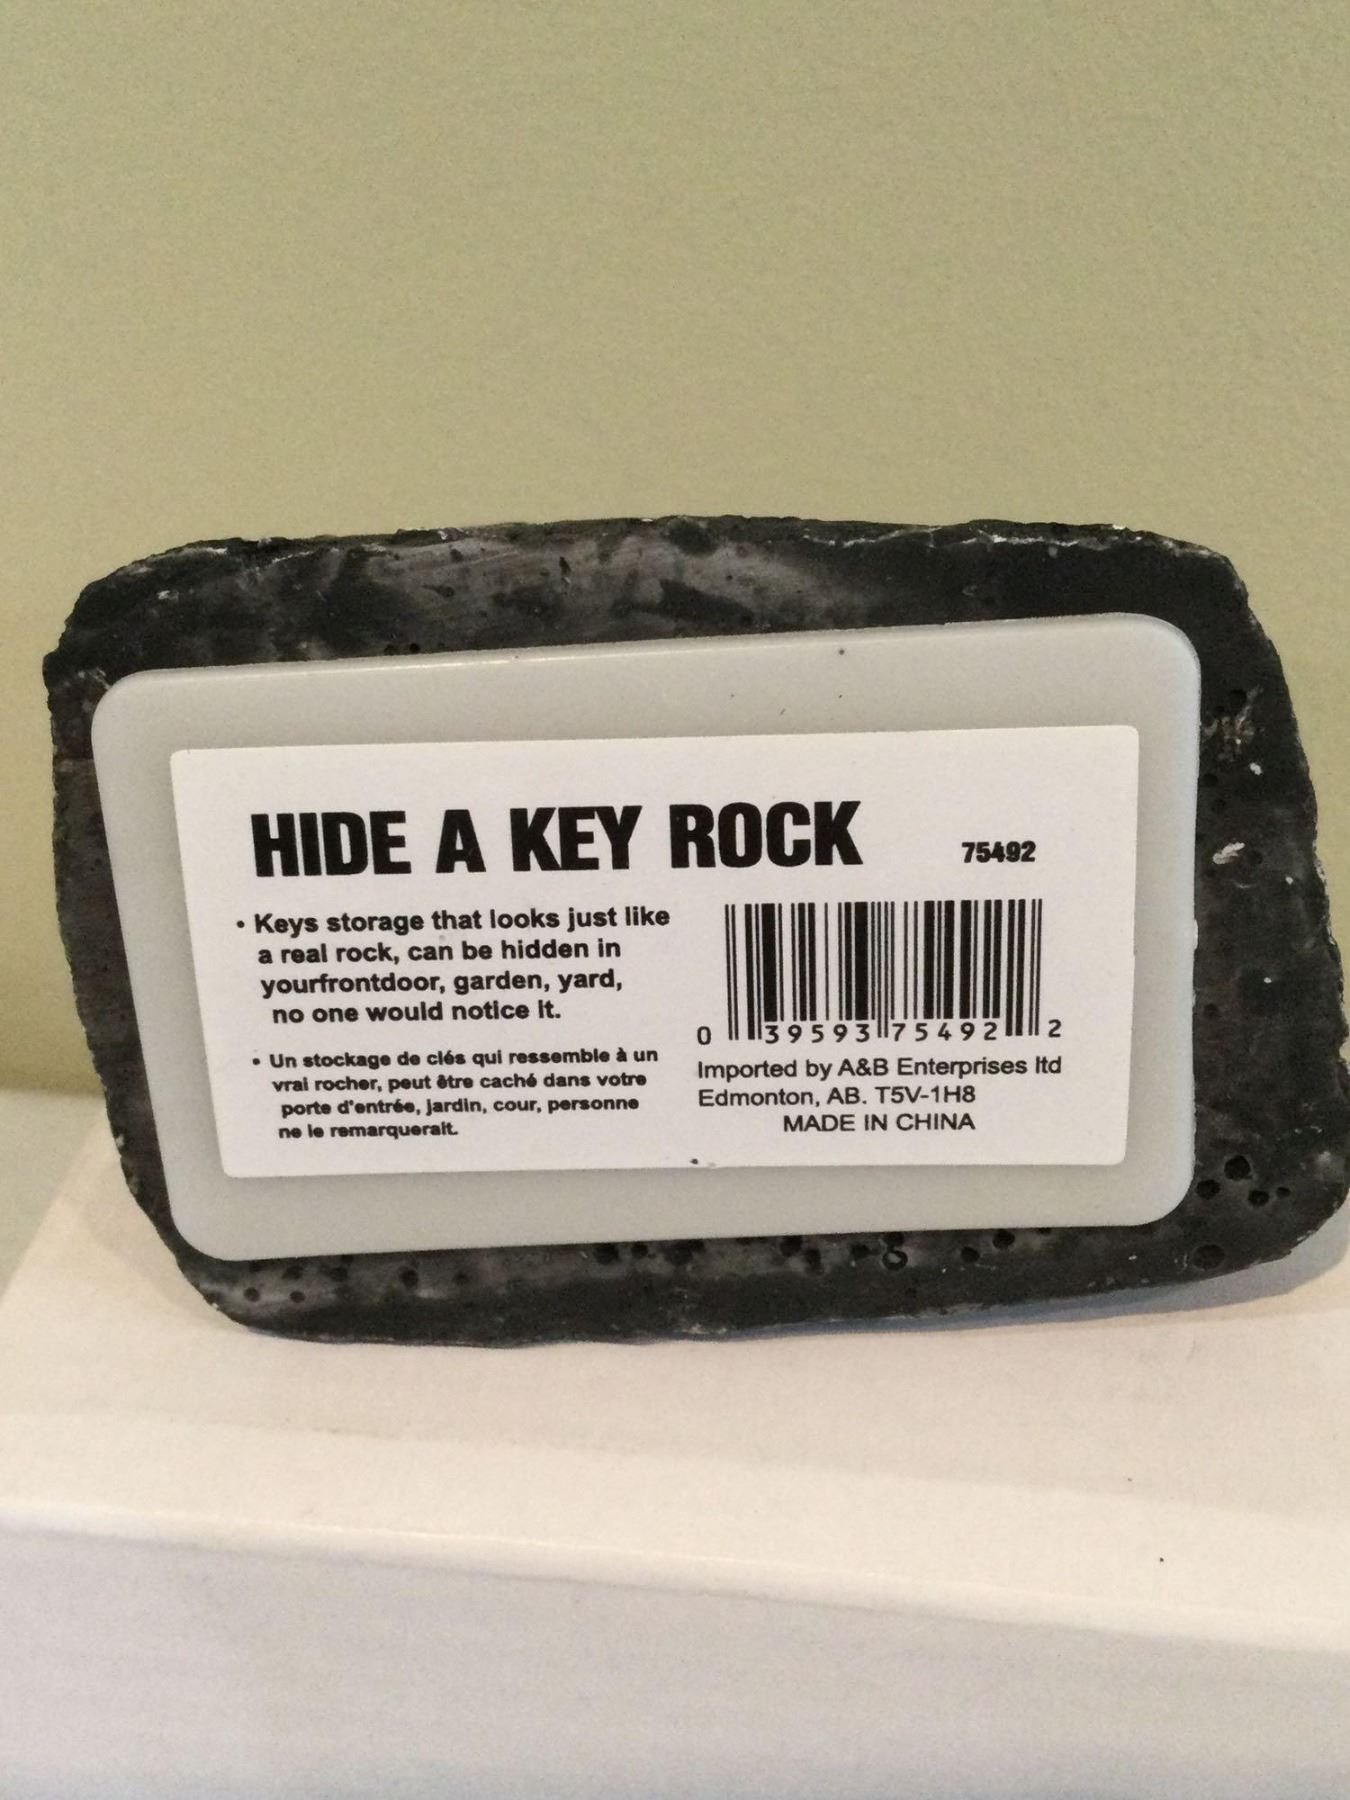 HIDE A KEY ROCK
75492
• Keys storage that looks just like
a real rock, can be hidden in
yourfrontdoor, garden, yard,
no one would notice it.
• Un stockage de clés qui ressemble à un
vrai rocher, peut être caché dans votre
porte d'entrée, jardin, cour, personne
ne le remarquerait.
0 39593 75492 2
Imported by A&B Enterprises ltd
Edmonton, AB. T5V-1H8
MADE IN CHINA